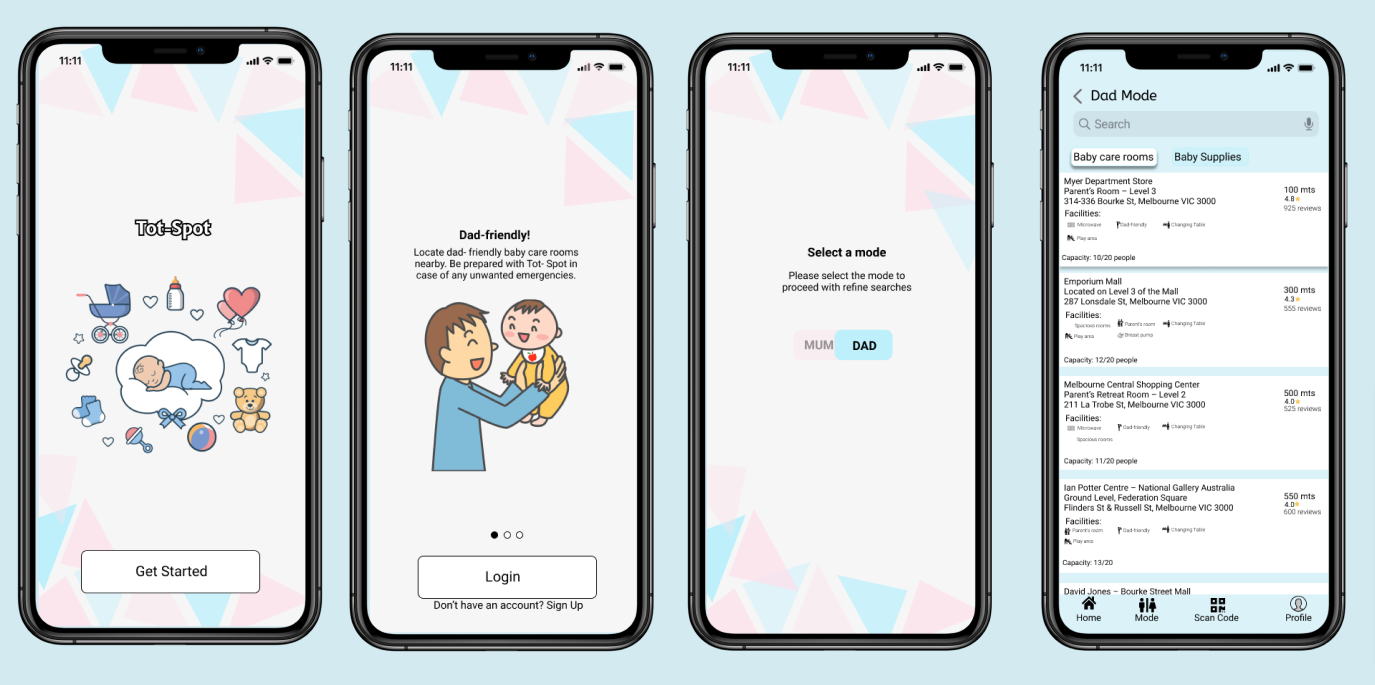 11:11
Tot-Spot
Get Started
11:11
Dad-friendly!
Locate dad- friendly baby care rooms
nearby. Be prepared with Tot- Spot in
case of any unwanted emergencies.
Login
Don't have an account? Sign Up
11:11
Select a mode
Please select the mode to
proceed with refine searches
MUM DAD
11:11
Dad Mode
Search
Baby care rooms Baby Supplies
Myer Department Store
Parent's Room – Level 3
314-336 Bourke St, Melbourne VIC 3000
100 mts
4.8
925 reviews
Facilities:
Microwave Dad-friendly Changing Table
Play area
Capacity: 10/20 people
Emporium Mall
Located on Level 3 of the Mall
287 Lonsdale St, Melbourne VIC 3000
300 mts
4.3
555 reviews
Facilities:
Spacious rooms Parent's room Changing Table
Play area Breast pums
Capacity: 12/20 people
Melbourne Central Shopping Center
Parent's Retreat Room – Level 2
211 La Trobe St, Melbourne VIC 3000
500 mts
4.0
525 reviews
Facilities:
Microwave Dad-friendly Changing Table
Spacious rooms
Capacity: 11/20 people
Ian Potter Centre – National Gallery Australia
Ground Level, Federation Square
Flinders St & Russell St, Melbourne VIC 3000
550 mts
4.0
600 reviews
Facilities:
Parent's room Dad-friendly Changing Table
Play area
Capacity: 13/20
David Jones – Bourke Street Mall
Home Mode Scan Code Profile